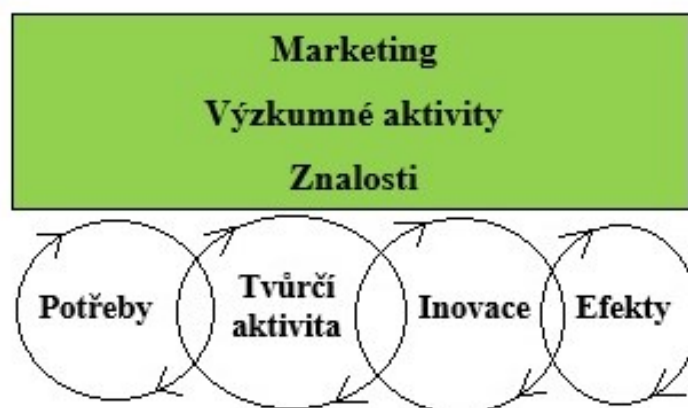 Marketing
Výzkumné aktivity
Znalosti
Potřeby
Tvůrčí
aktivita
Inovace
Efekty